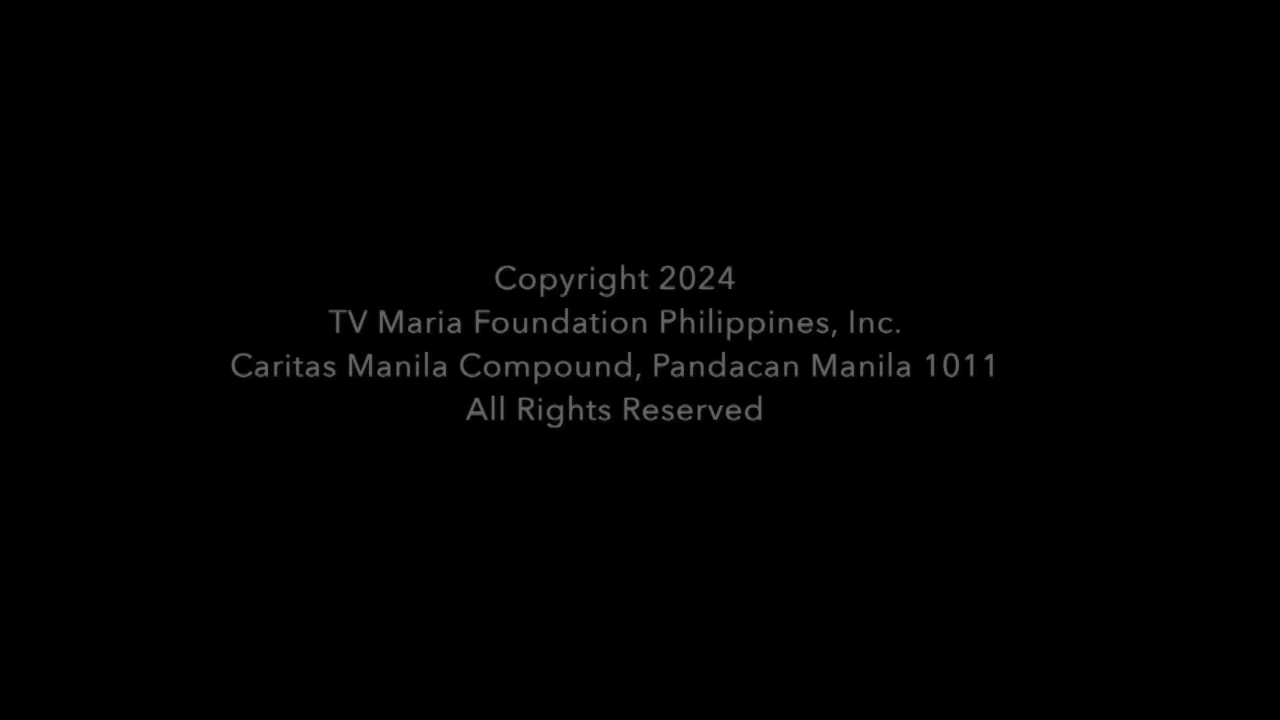 Copyright 2024
TV Maria Foundation Philippines, Inc.
Caritas Manila Compound, Pandacan Manila 1011
All Rights Reserved